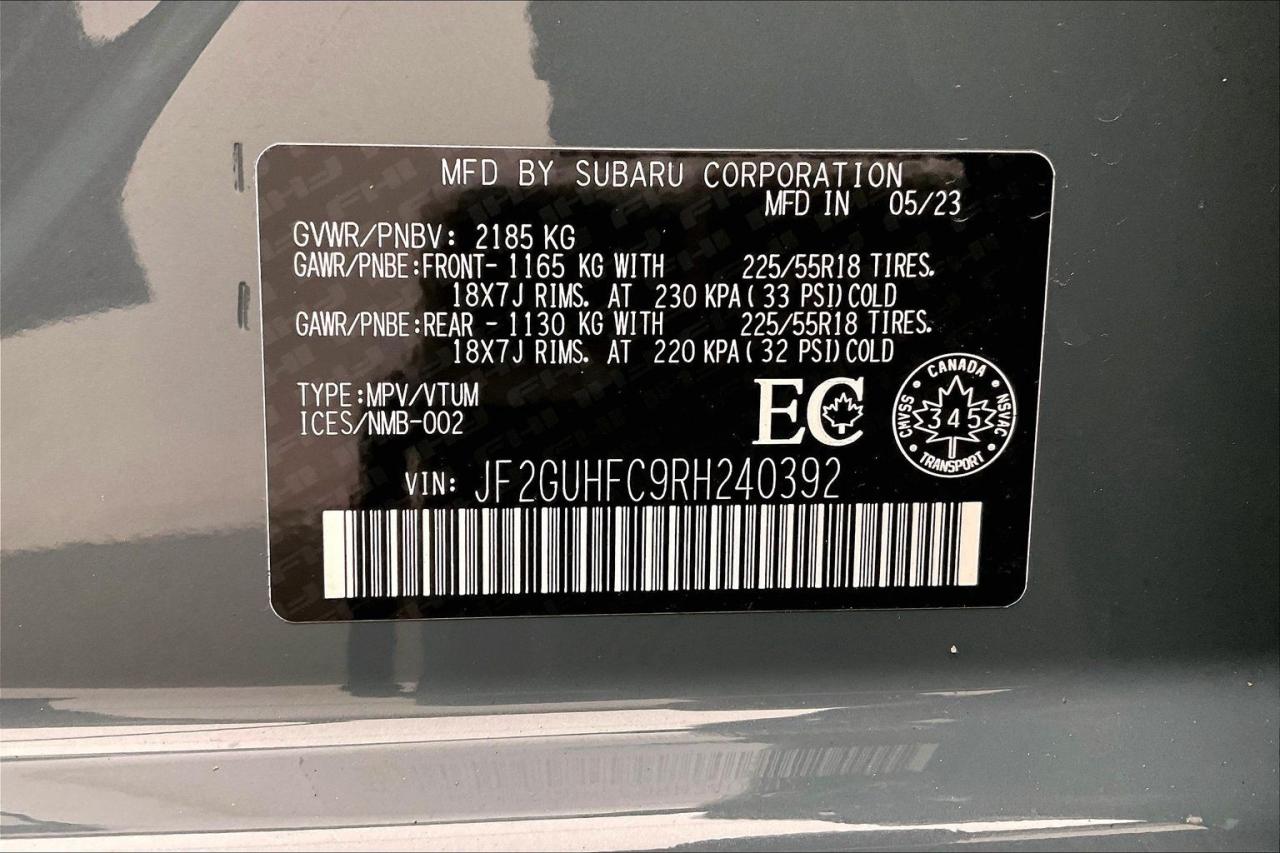 MFD BY SUBARU CORPORATION
MFD IN 05/23
GVWR/PNBV: 2185 KG
GAWR/PNBE:FRONT- 1165 KG WITH 225/55R18 TIRES.
18X7J RIMS. AT 230 KPA(33 PSI)COLD
GAWR/PNBE:REAR - 1130 KG WITH 225/55R18 TIRES.
18X7J RIMS. AT 220 KPA(32 PSI)COLD
TYPE:MPV/VTUM
ICES/NMB-002
EC
CANADA
CMVSS 345 NSVAC
TRANSPORT
VIN: JF2GUHFC9RH240392